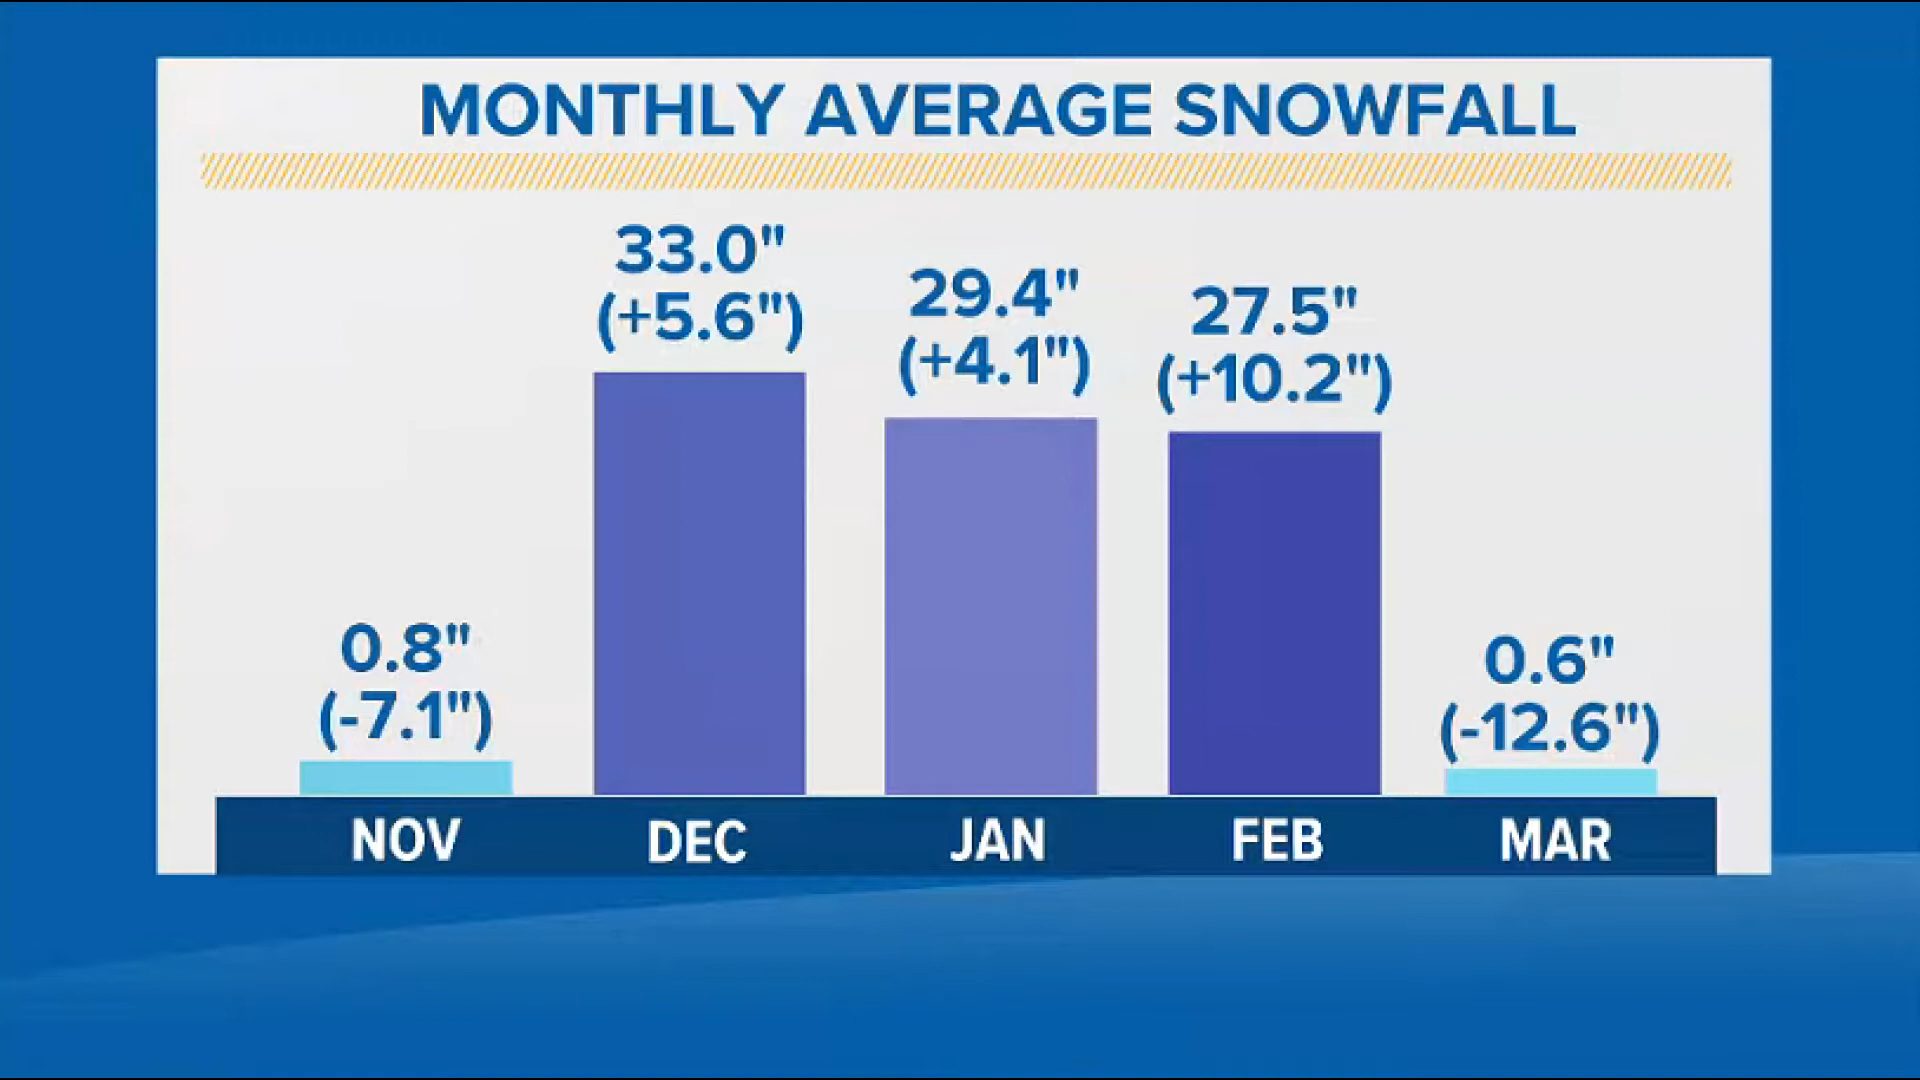 MONTHLY AVERAGE SNOWFALL
0.8"
(-7.1")
33.0"
(+5.6")
29.4"
(+4.1")
27.5"
(+10.2")
0.6"
(-12.6")
NOV
DEC
JAN
FEB
MAR